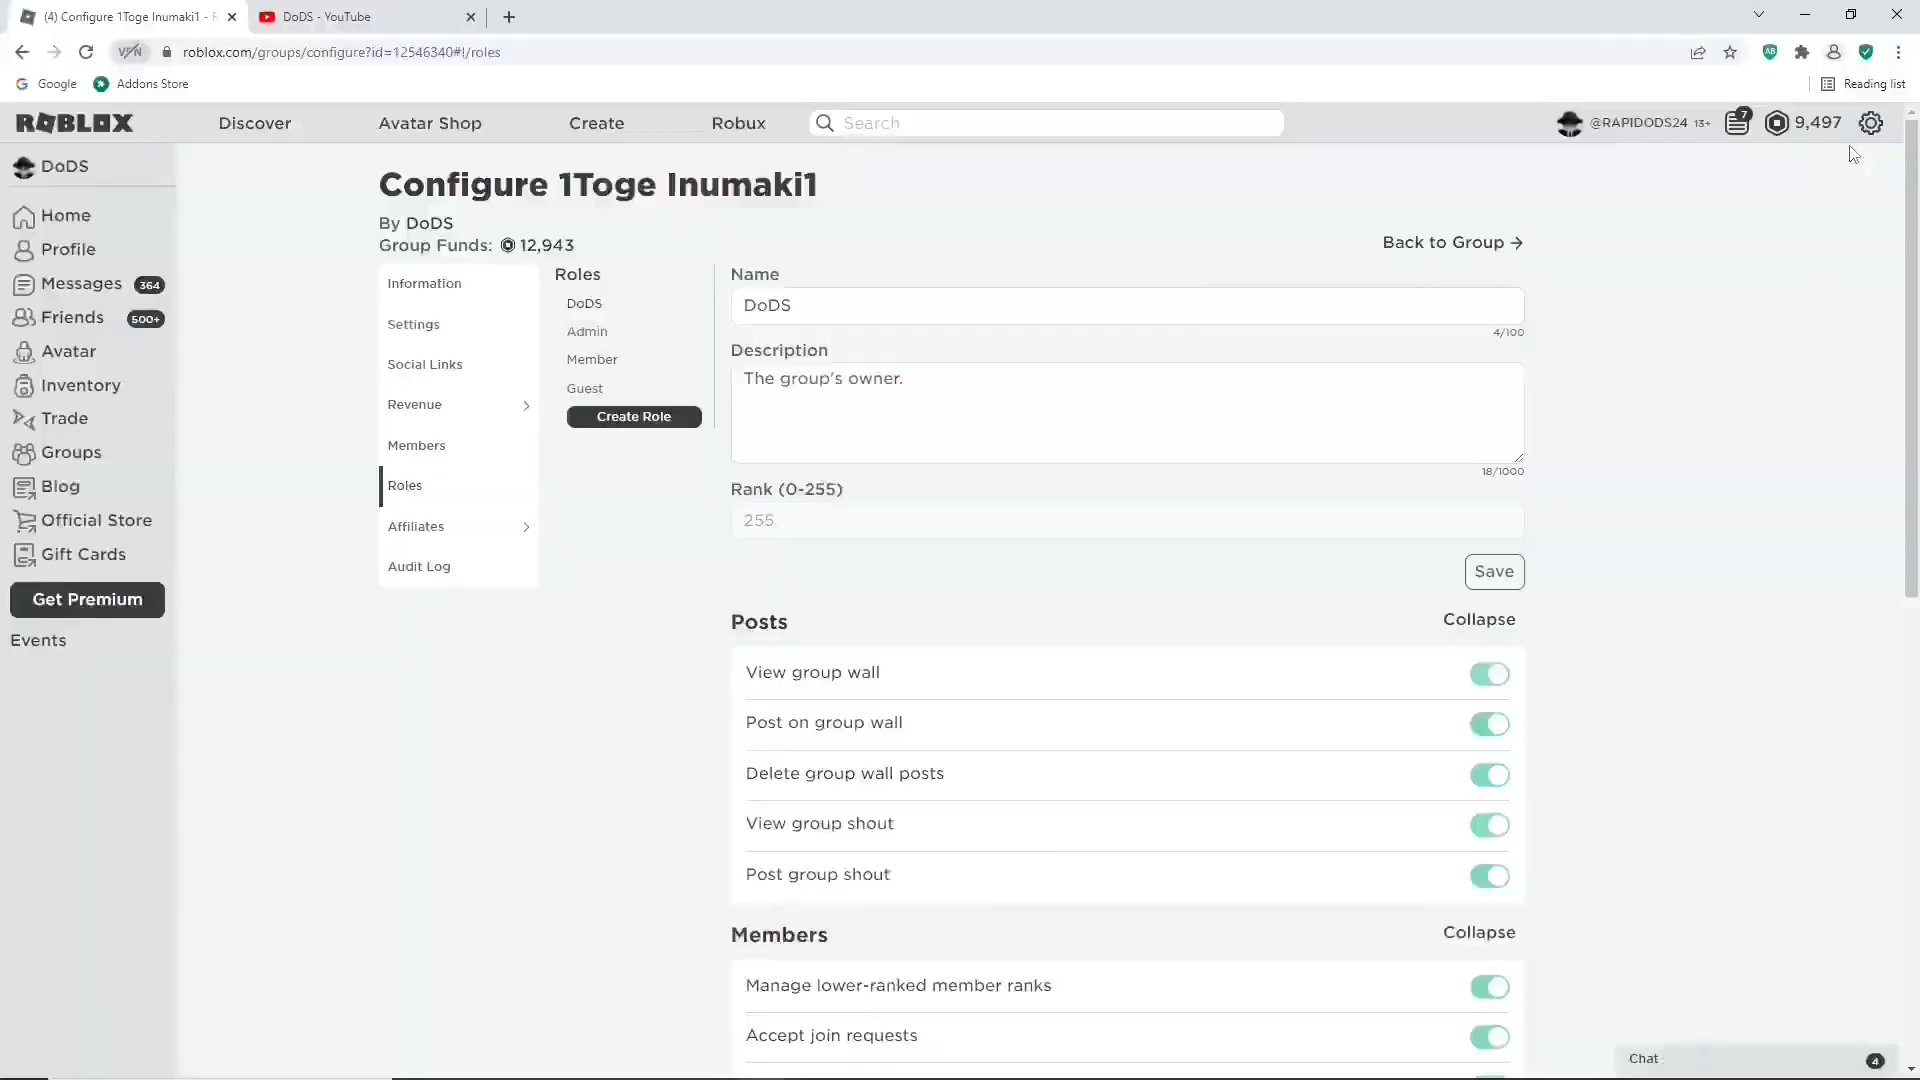 (4) Configure 1Toge Inumaki1 - R
DoDS - YouTube
VPN
roblox.com/groups/configure?id=12546340#!/roles
Google
Addons Store
Reading list
ROBLOX
Discover
Avatar Shop
Create
Robux
Search
@RAPIDODS24 13+
7
9,497
DoDS
Home
Profile
Messages 364
Friends 500+
Avatar
Inventory
Trade
Groups
Blog
Official Store
Gift Cards
Get Premium
Events
Configure 1Toge Inumaki1
By DoDS
Group Funds: 12,943
Back to Group →
Information
Settings
Social Links
Revenue
Members
Roles
Affiliates
Audit Log
Roles
DoDS
Admin
Member
Guest
Create Role
Name
DoDS
4/100
Description
The group's owner.
18/1000
Rank (0-255)
255
Save
Posts
Collapse
View group wall
Post on group wall
Delete group wall posts
View group shout
Post group shout
Members
Collapse
Manage lower-ranked member ranks
Accept join requests
Chat
4